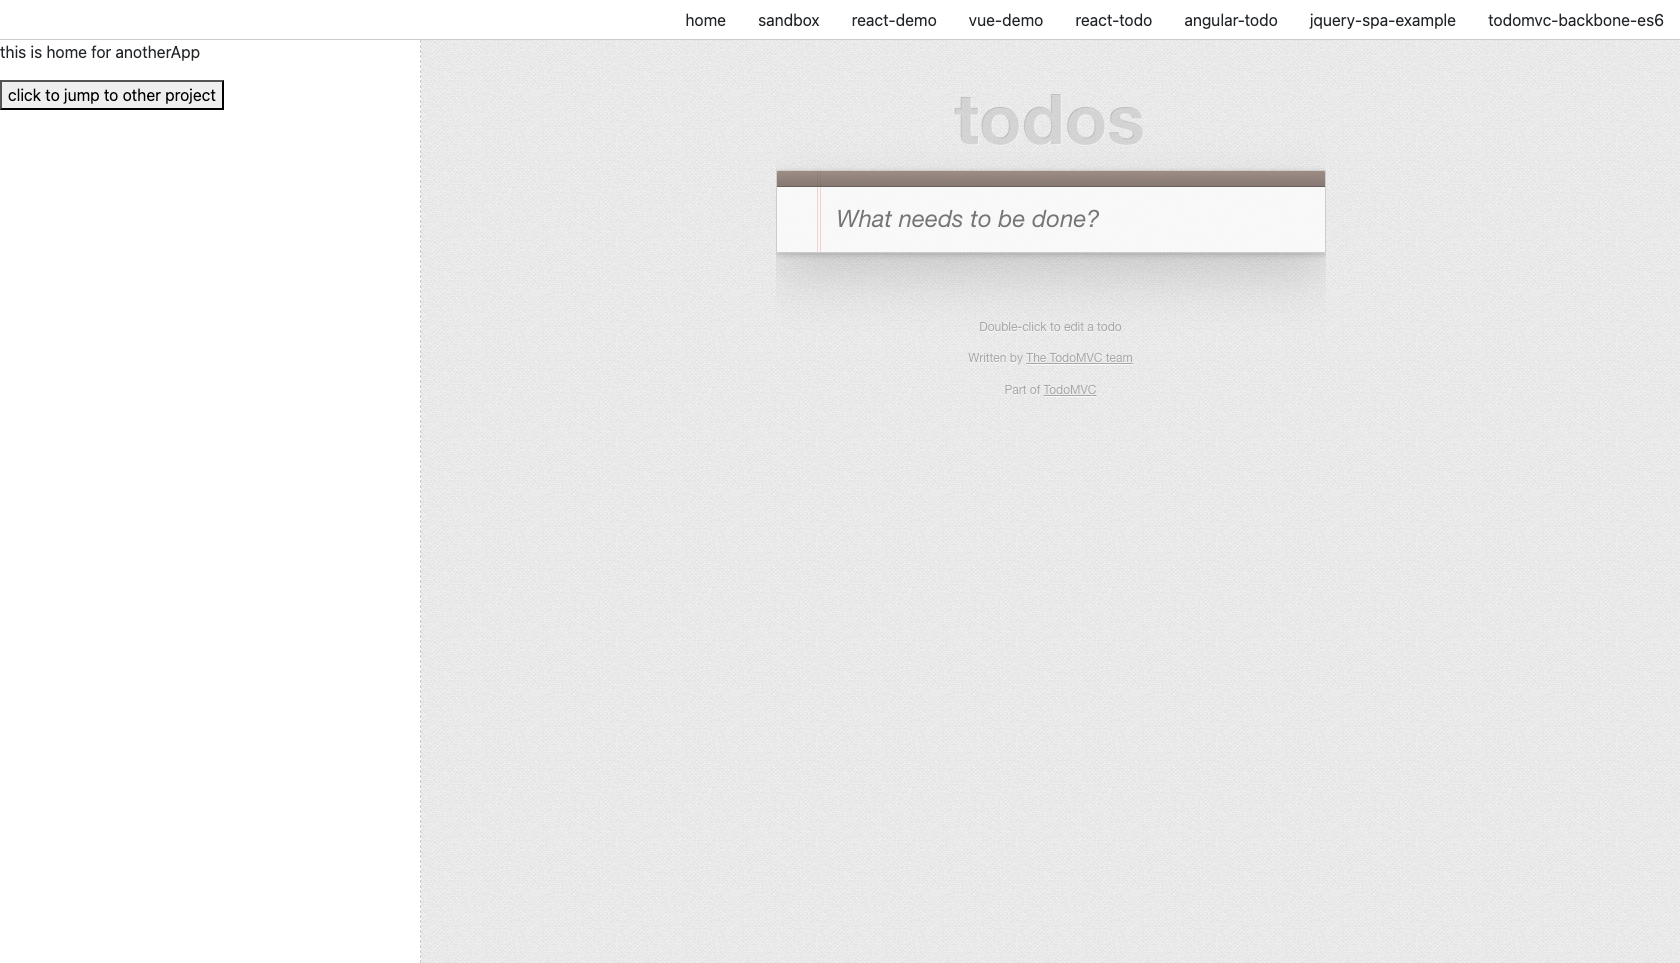 home sandbox react-demo vue-demo react-todo angular-todo jquery-spa-example todomvc-backbone-es6
this is home for anotherApp
click to jump to other project
todos
What needs to be done?
Double-click to edit a todo
Written by The TodoMVC team
Part of TodoMVC